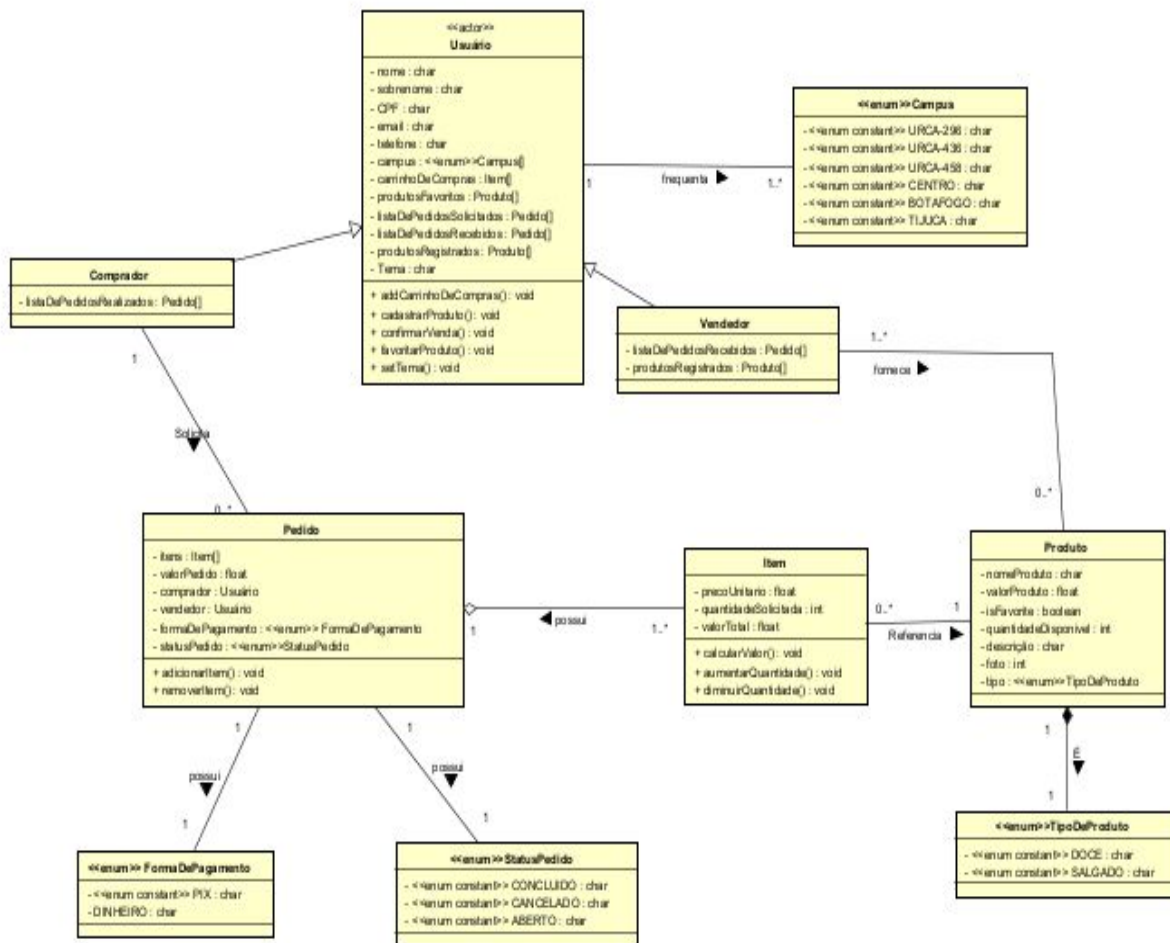 <<actor>>
Usuário
- nome : char
- sobrenome : char
- CPF : char
- email : char
- telefone : char
- campus : <<enum>>Campus[]
- carrinhoDeCompras : Item[]
- produtosFavoritos : Produto[]
- listaDePedidosSolicitados : Pedido[]
- listaDePedidosRecebidos : Pedido[]
- produtosRegistrados : Produto[]
- Tema : char
+ addCarrinhoDeCompras() : void
+ cadastrarProduto() : void
+ confirmarVenda() : void
+ favoritarProduto() : void
+ setTema() : void
1
frequenta
1..*
<<enum>>Campus
- <<enum constant>> URCA-296 : char
- <<enum constant>> URCA-436 : char
- <<enum constant>> URCA-458 : char
- <<enum constant>> CENTRO : char
- <<enum constant>> BOTAFOGO : char
- <<enum constant>> TIJUCA : char
Comprador
- listaDePedidosRealizados : Pedido[]
1
Solicita
0..*
Vendedor
- listaDePedidosRecebidos : Pedido[]
- produtosRegistrados : Produto[]
1..*
fornece
0..*
Pedido
- itens : Item[]
- valorPedido : float
- comprador : Usuário
- vendedor : Usuário
- formaDePagamento : <<enum>> FormaDePagamento
- statusPedido : <<enum>>StatusPedido
+ adicionarItem() : void
+ removerItem() : void
1
possui
1..*
Item
- precoUnitario : float
- quantidadeSolicitada : int
- valorTotal : float
+ calcularValor() : void
+ aumentarQuantidade() : void
+ diminuirQuantidade() : void
0..*
1
Referencia
Produto
- nomeProduto : char
- valorProduto : float
- isFavorite : boolean
- quantidadeDisponivel : int
- descrição : char
- foto : int
- tipo : <<enum>>TipoDeProduto
1
É
1
<<enum>>TipoDeProduto
- <<enum constant>> DOCE : char
- <<enum constant>> SALGADO : char
1
possui
1
<<enum>> FormaDePagamento
- <<enum constant>> PIX : char
- DINHEIRO : char
1
possui
1
<<enum>> StatusPedido
- <<enum constant>> CONCLUIDO : char
- <<enum constant>> CANCELADO : char
- <<enum constant>> ABERTO : char